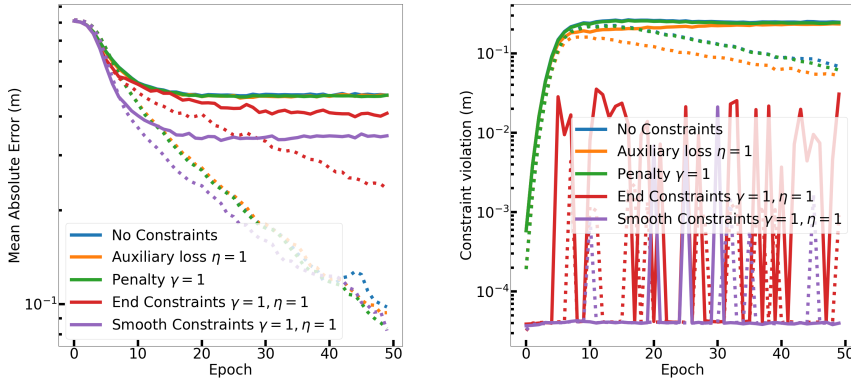 Mean Absolute Error (m)
10⁻¹
No Constraints
Auxiliary loss η = 1
Penalty γ = 1
End Constraints γ = 1, η = 1
Smooth Constraints γ = 1, η = 1
0 10 20 30 40 50
Epoch
Constraint violation (m)
10⁻¹
10⁻²
10⁻³
10⁻⁴
No Constraints
Auxiliary loss η = 1
Penalty γ = 1
End Constraints γ = 1, η = 1
Smooth Constraints γ = 1, η = 1
0 10 20 30 40 50
Epoch